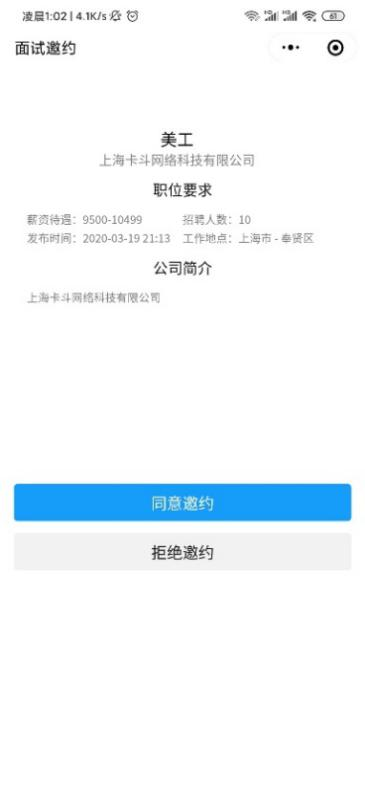 凌晨1:02 | 4.1K/s
61
面试邀约
美工
上海卡斗网络科技有限公司
职位要求
薪资待遇：9500-10499 招聘人数：10
发布时间：2020-03-19 21:13 工作地点：上海市 - 奉贤区
公司简介
上海卡斗网络科技有限公司
同意邀约
拒绝邀约